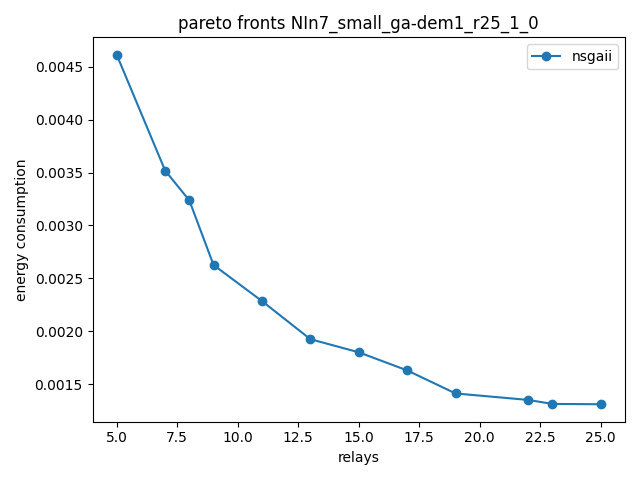 pareto fronts NIn7_small_ga-dem1_r25_1_0
nsgaii
energy consumption
0.0045
0.0040
0.0035
0.0030
0.0025
0.0020
0.0015
5.0 7.5 10.0 12.5 15.0 17.5 20.0 22.5 25.0
relays